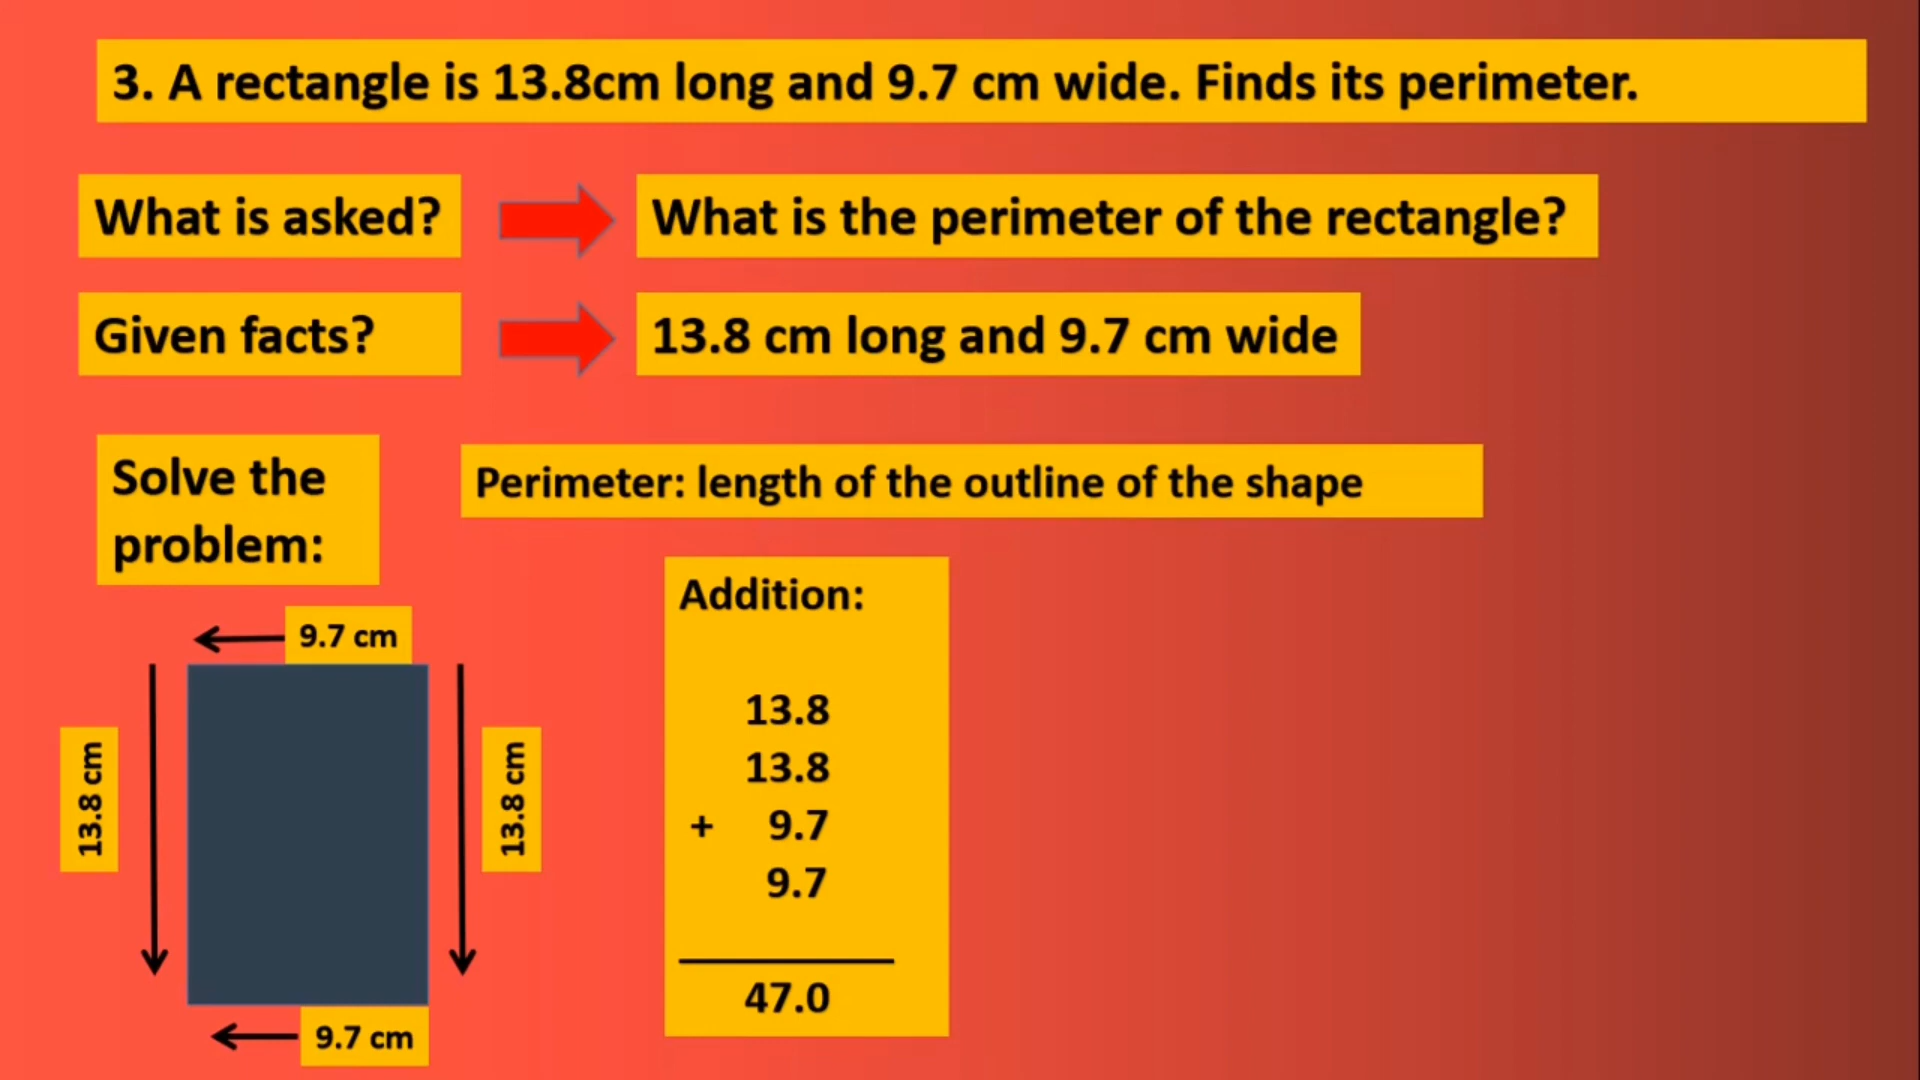 3. A rectangle is 13.8cm long and 9.7 cm wide. Finds its perimeter.
What is asked?
What is the perimeter of the rectangle?
Given facts?
13.8 cm long and 9.7 cm wide
Solve the
problem:
Perimeter: length of the outline of the shape
9.7 cm
13.8 cm
13.8 cm
9.7 cm
Addition:
13.8
13.8
+ 9.7
9.7
47.0